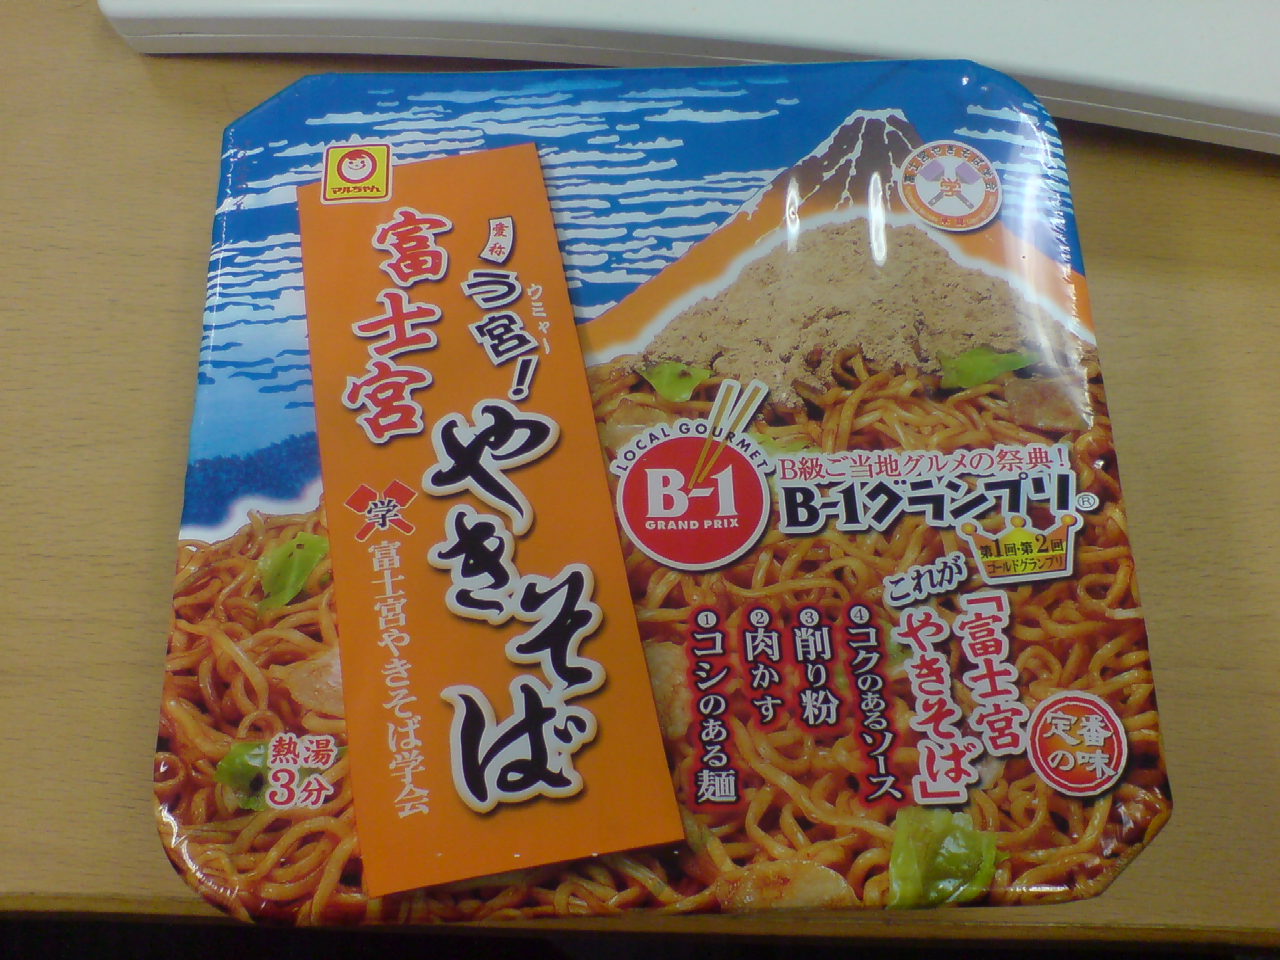 マルちゃん
富士宮
やきそば
愛称
う宮!
ウミャー
学
富士宮やきそば学会
熱湯
3分
学
LOCAL GOURMET
B-1
GRAND PRIX
B級ご当地グルメの祭典!
B-1グランプリ®
第1回・第2回
ゴールドグランプリ
これが
「富士宮
やきそば」
①コシのある麺
②肉かす
③削り粉
④コクのあるソース
定番
の味